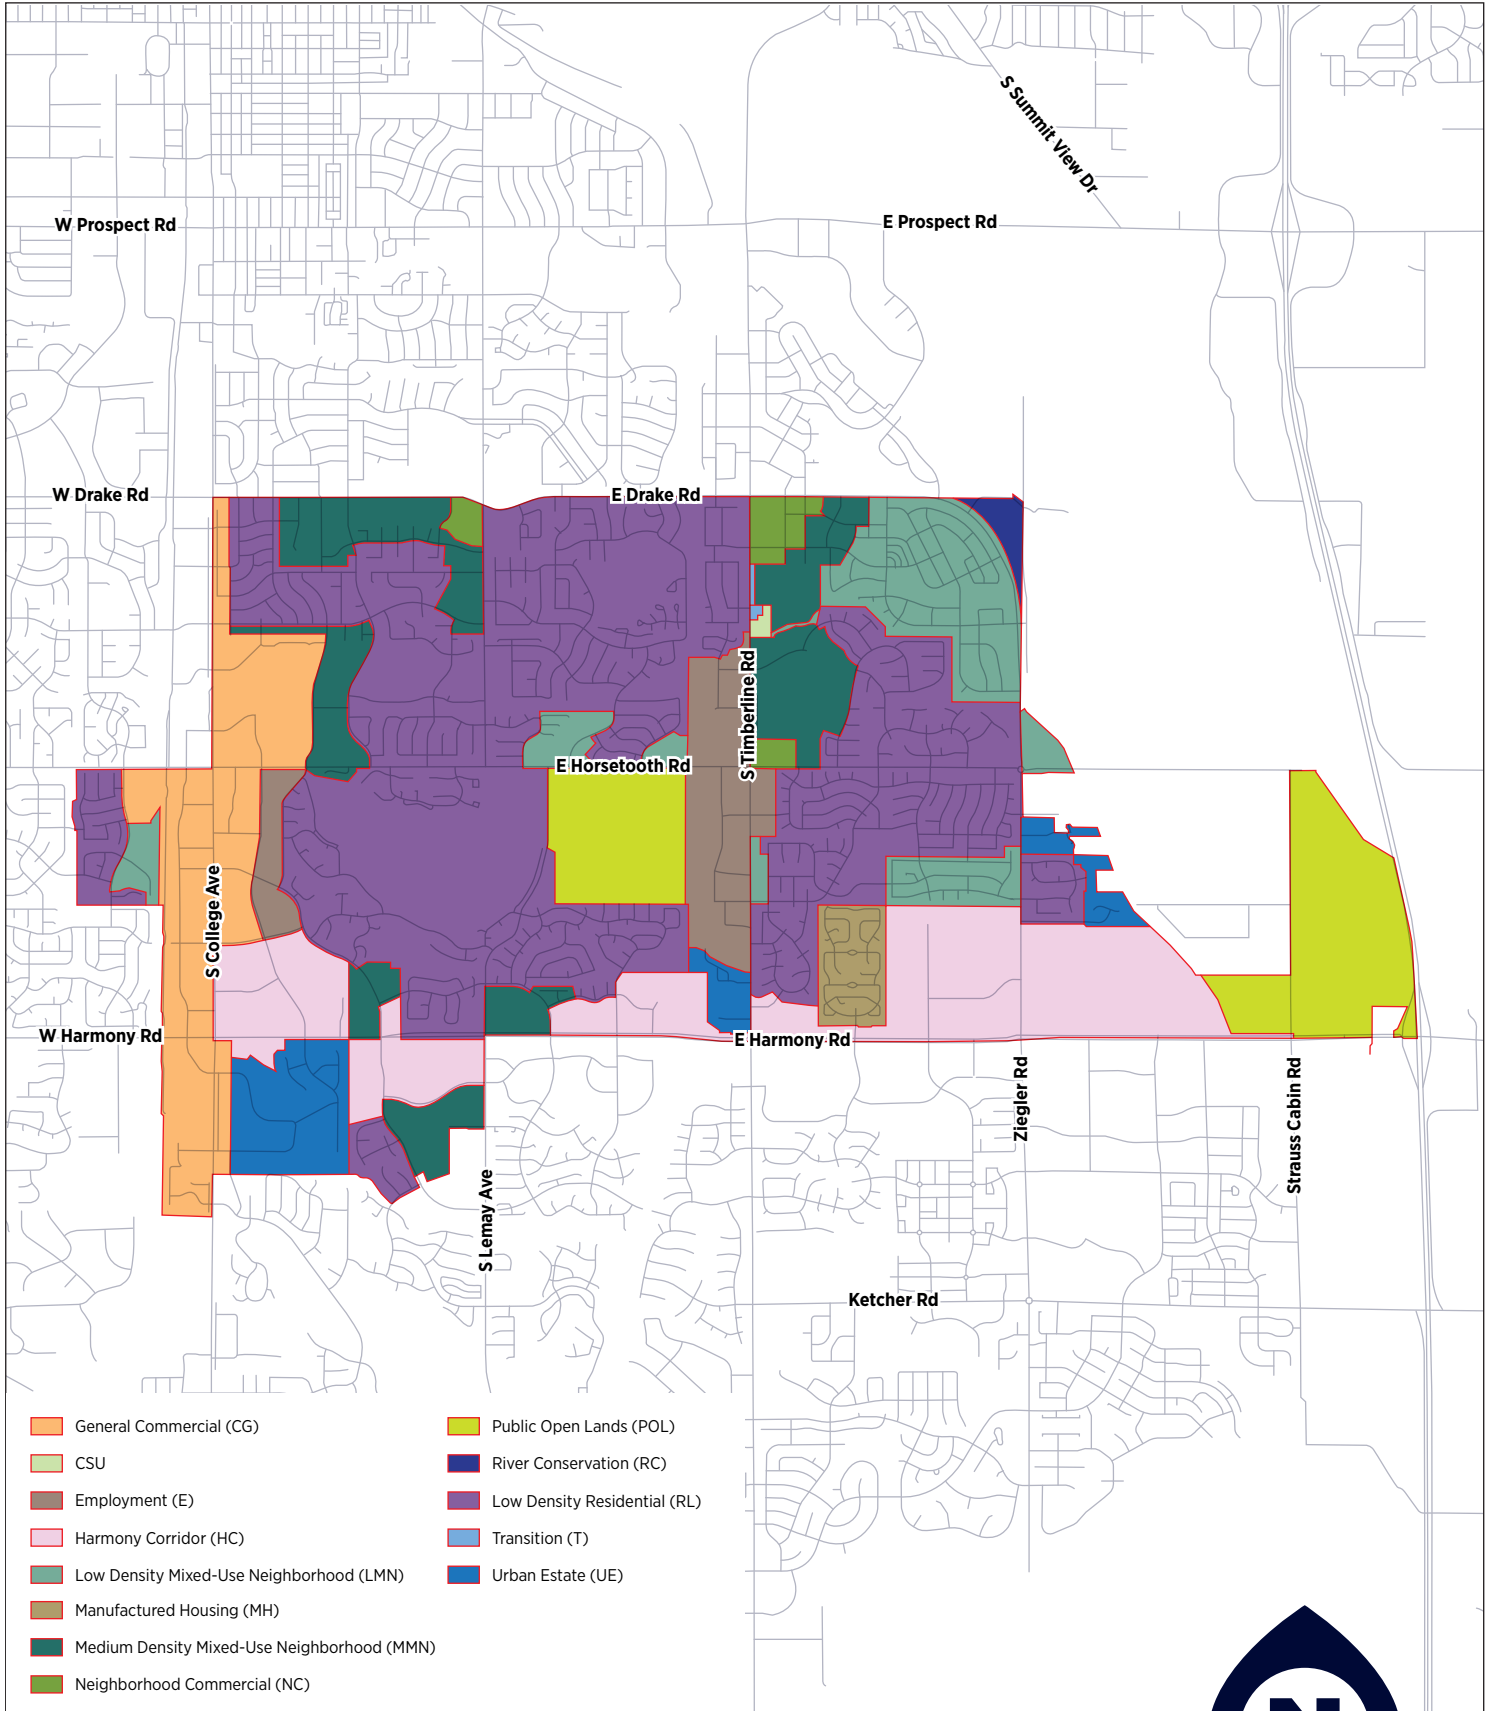 S Summit View Dr
W Prospect Rd
E Prospect Rd
W Drake Rd
E Drake Rd
S Timberline Rd
E Horsetooth Rd
S College Ave
W Harmony Rd
E Harmony Rd
Ziegler Rd
Strauss Cabin Rd
S Lemay Ave
Ketcher Rd
General Commercial (CG)
CSU
Employment (E)
Harmony Corridor (HC)
Low Density Mixed-Use Neighborhood (LMN)
Manufactured Housing (MH)
Medium Density Mixed-Use Neighborhood (MMN)
Neighborhood Commercial (NC)
Public Open Lands (POL)
River Conservation (RC)
Low Density Residential (RL)
Transition (T)
Urban Estate (UE)
N